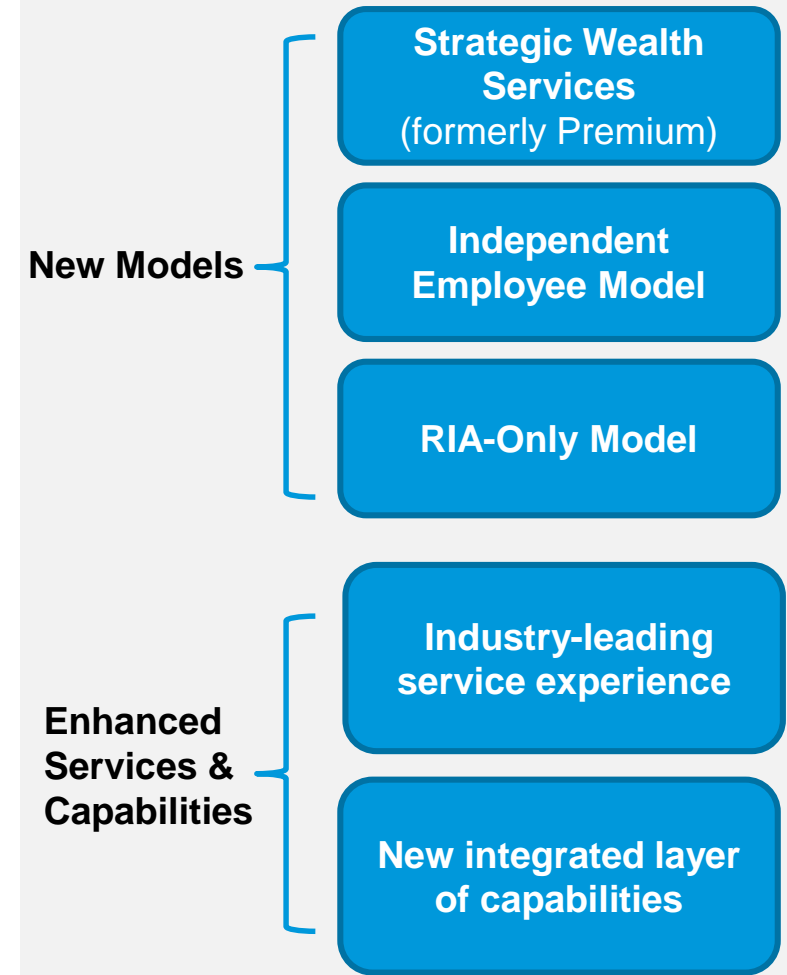 New Models
Strategic Wealth
Services
(formerly Premium)
Independent
Employee Model
RIA-Only Model
Enhanced
Services &
Capabilities
Industry-leading
service experience
New integrated layer
of capabilities